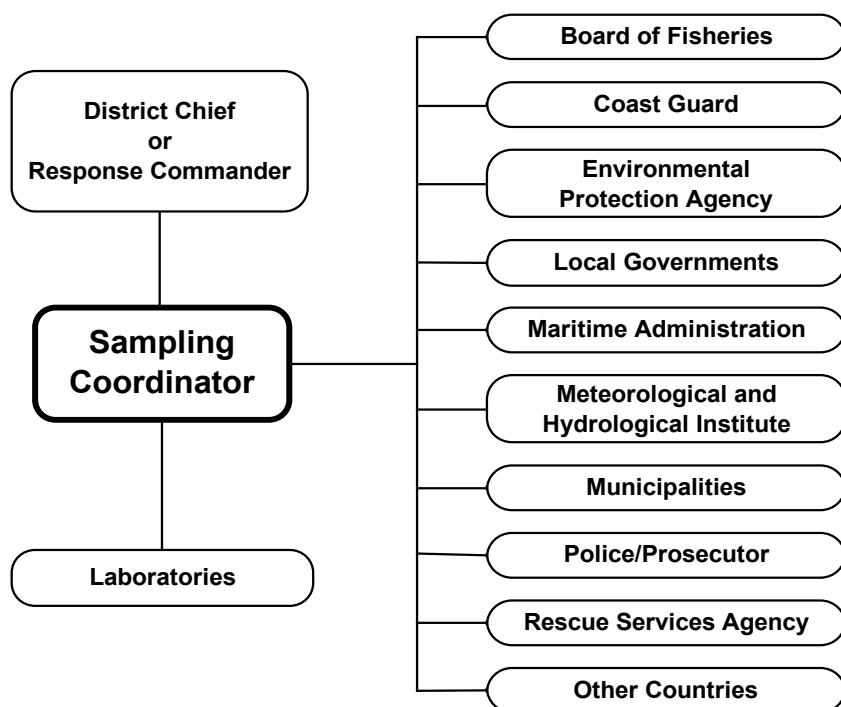 District Chief
or
Response Commander
Sampling
Coordinator
Laboratories
Board of Fisheries
Coast Guard
Environmental
Protection Agency
Local Governments
Maritime Administration
Meteorological and
Hydrological Institute
Municipalities
Police/Prosecutor
Rescue Services Agency
Other Countries